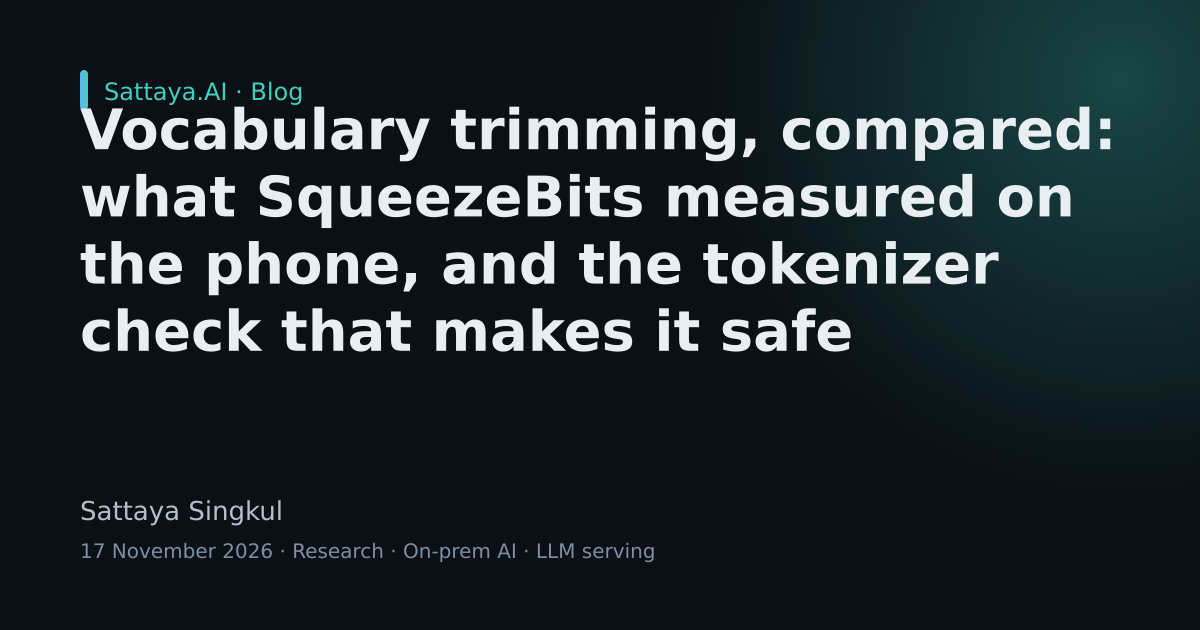 Sattaya.AI · Blog
Vocabulary trimming, compared:
what SqueezeBits measured on
the phone, and the tokenizer
check that makes it safe
Sattaya Singkul
17 November 2026 · Research · On-prem AI · LLM serving